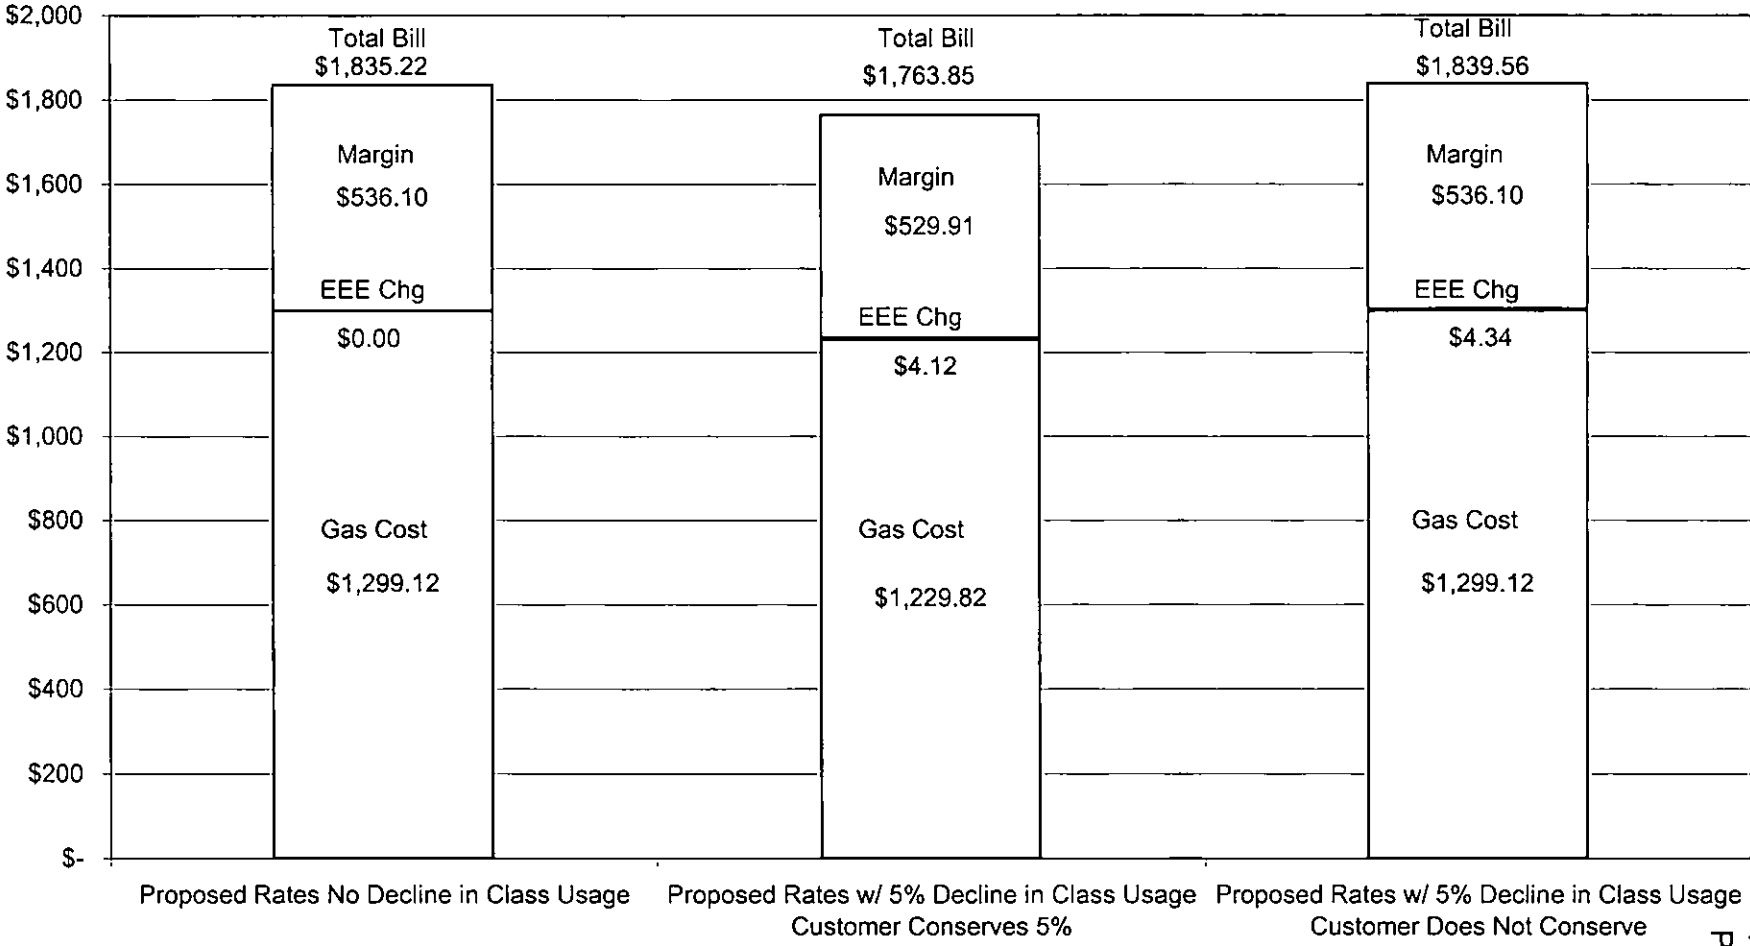 $2,000
$1,800
$1,600
$1,400
$1,200
$1,000
$800
$600
$400
$200
$-
Total Bill
$1,835.22
Margin
$536.10
EEE Chg
$0.00
Gas Cost
$1,299.12
Total Bill
$1,763.85
Margin
$529.91
EEE Chg
$4.12
Gas Cost
$1,229.82
Total Bill
$1,839.56
Margin
$536.10
EEE Chg
$4.34
Gas Cost
$1,299.12
Proposed Rates No Decline in Class Usage
Proposed Rates w/ 5% Decline in Class Usage
Customer Conserves 5%
Proposed Rates w/ 5% Decline in Class Usage
Customer Does Not Conserve